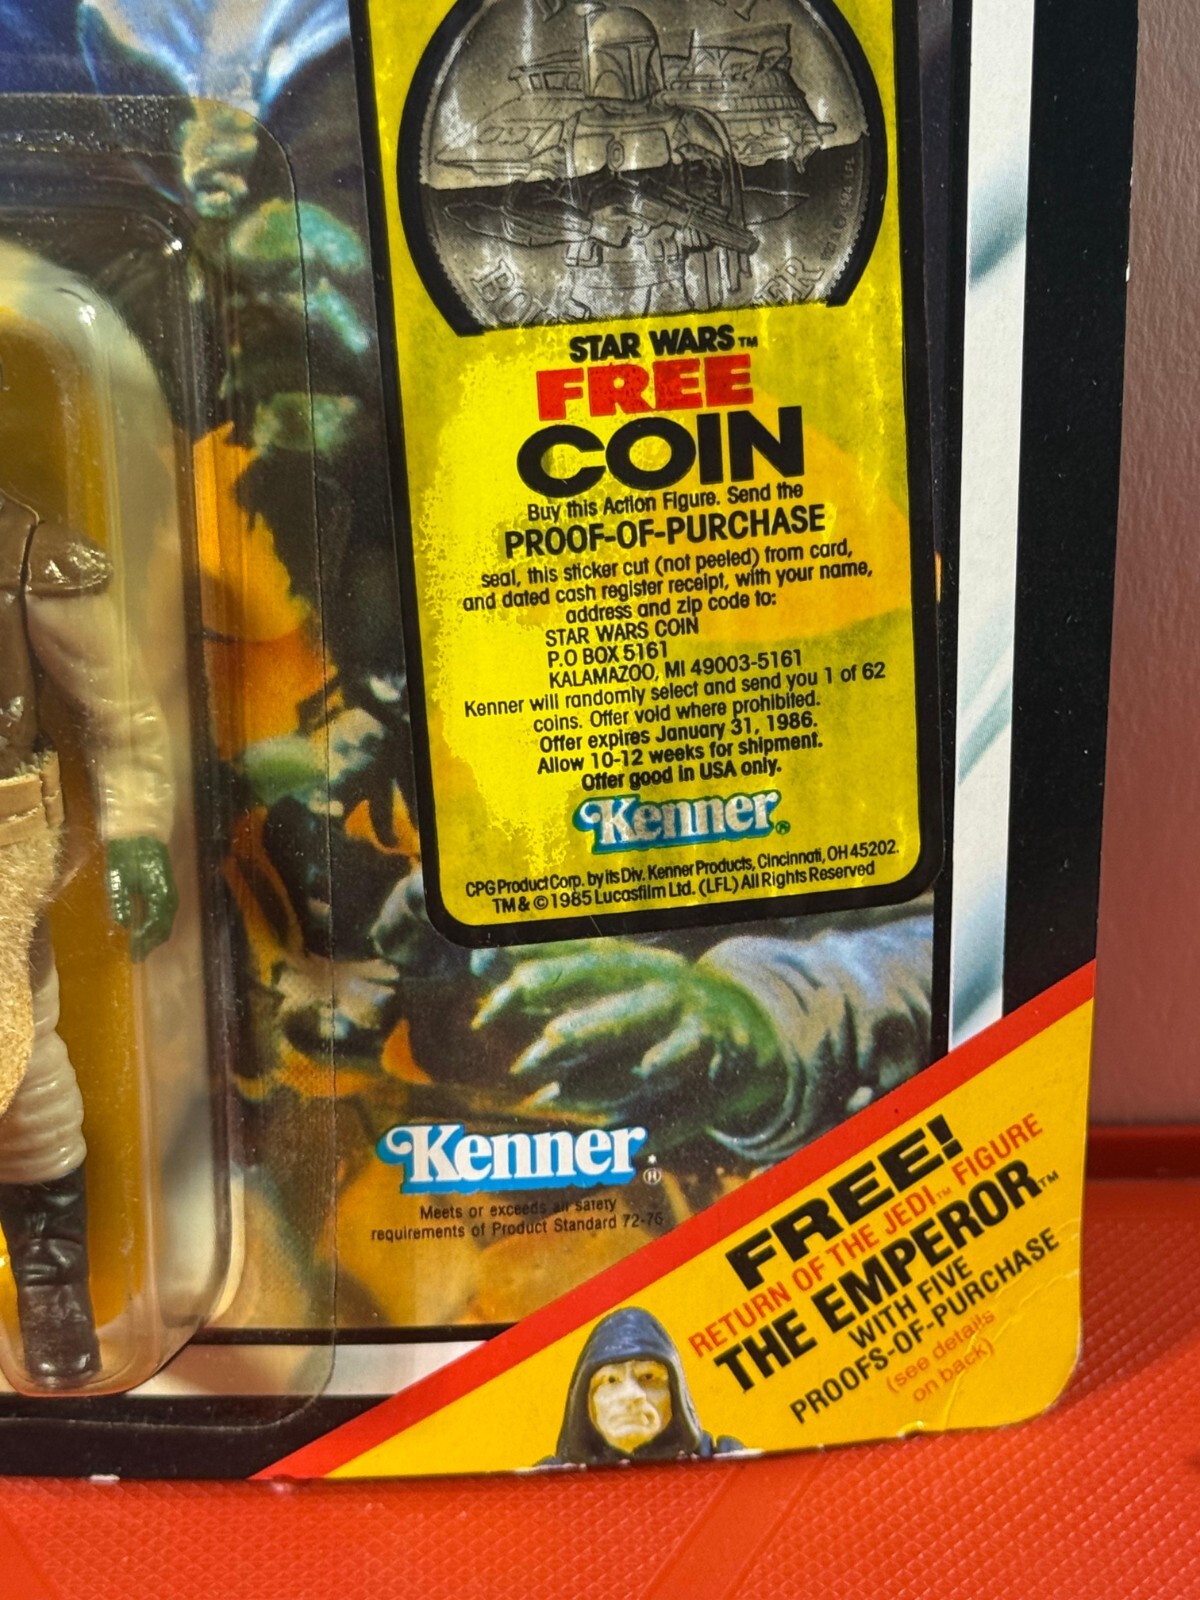 STAR WARS™
FREE
COIN
Buy this Action Figure. Send the
PROOF-OF-PURCHASE
seal, this sticker cut (not peeled) from card,
and dated cash register receipt, with your name,
address and zip code to:
STAR WARS COIN
P.O BOX 5161
KALAMAZOO, MI 49003-5161
Kenner will randomly select and send you 1 of 62
coins. Offer void where prohibited.
Offer expires January 31, 1986.
Allow 10-12 weeks for shipment.
Offer good in USA only.
Kenner®
CPG Product Corp. by its Div. Kenner Products, Cincinnati, OH 45202.
TM & © 1985 Lucasfilm Ltd. (LFL) All Rights Reserved
Kenner®
Meets or exceeds all safety
requirements of Product Standard 72-76
FREE!
RETURN OF THE JEDI™ FIGURE
THE EMPEROR™
WITH FIVE
PROOFS-OF-PURCHASE
(see details
on back)